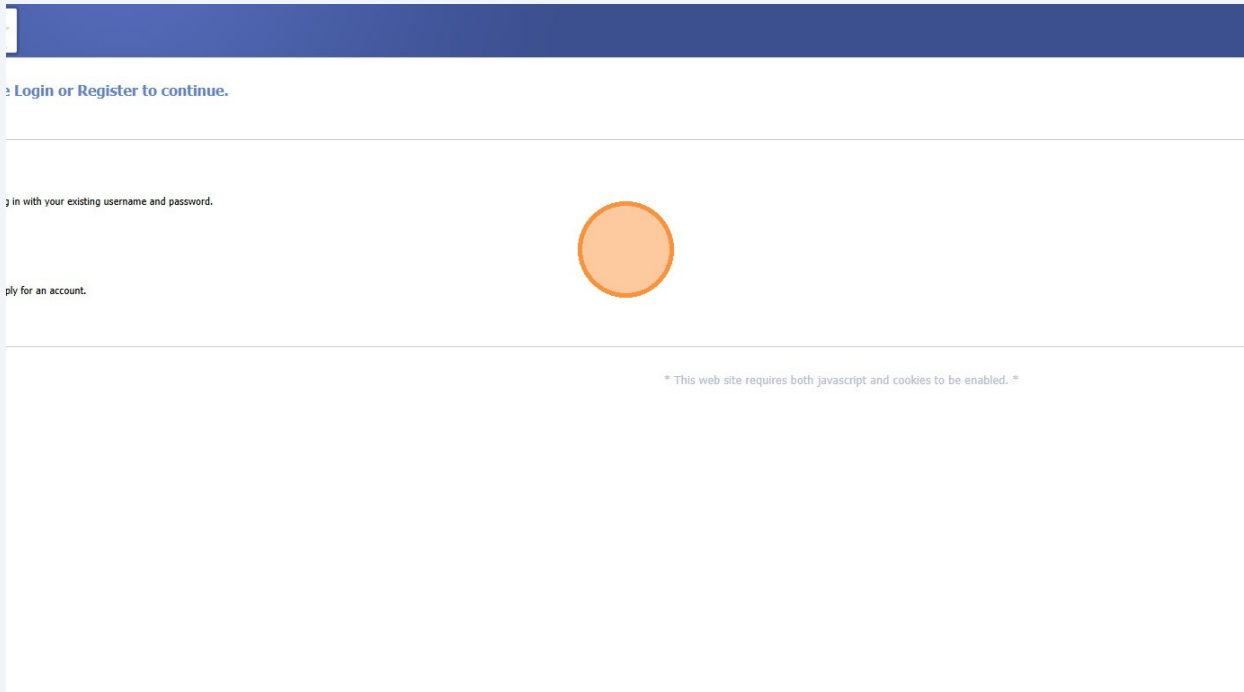 Login or Register to continue.
in with your existing username and password.
for an account.
* This web site requires both javascript and cookies to be enabled. *